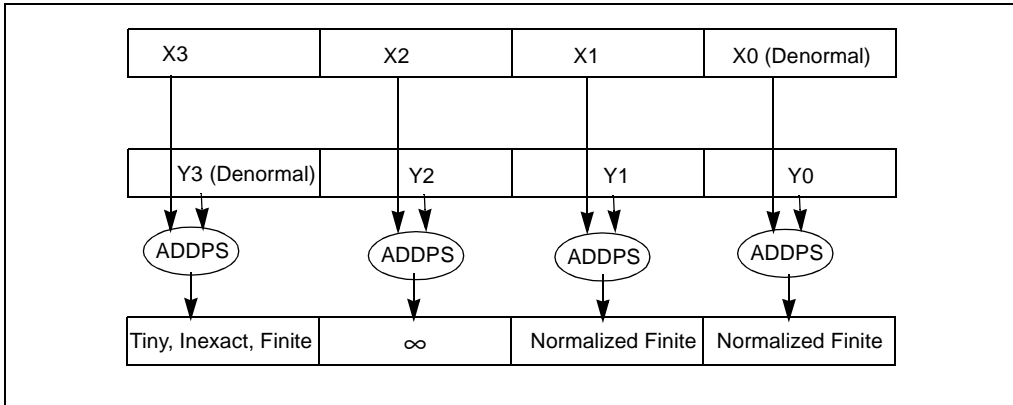 X3 X2 X1 X0 (Denormal)
Y3 (Denormal) Y2 Y1 Y0
ADDPS ADDPS ADDPS ADDPS
Tiny, Inexact, Finite ∞ Normalized Finite Normalized Finite